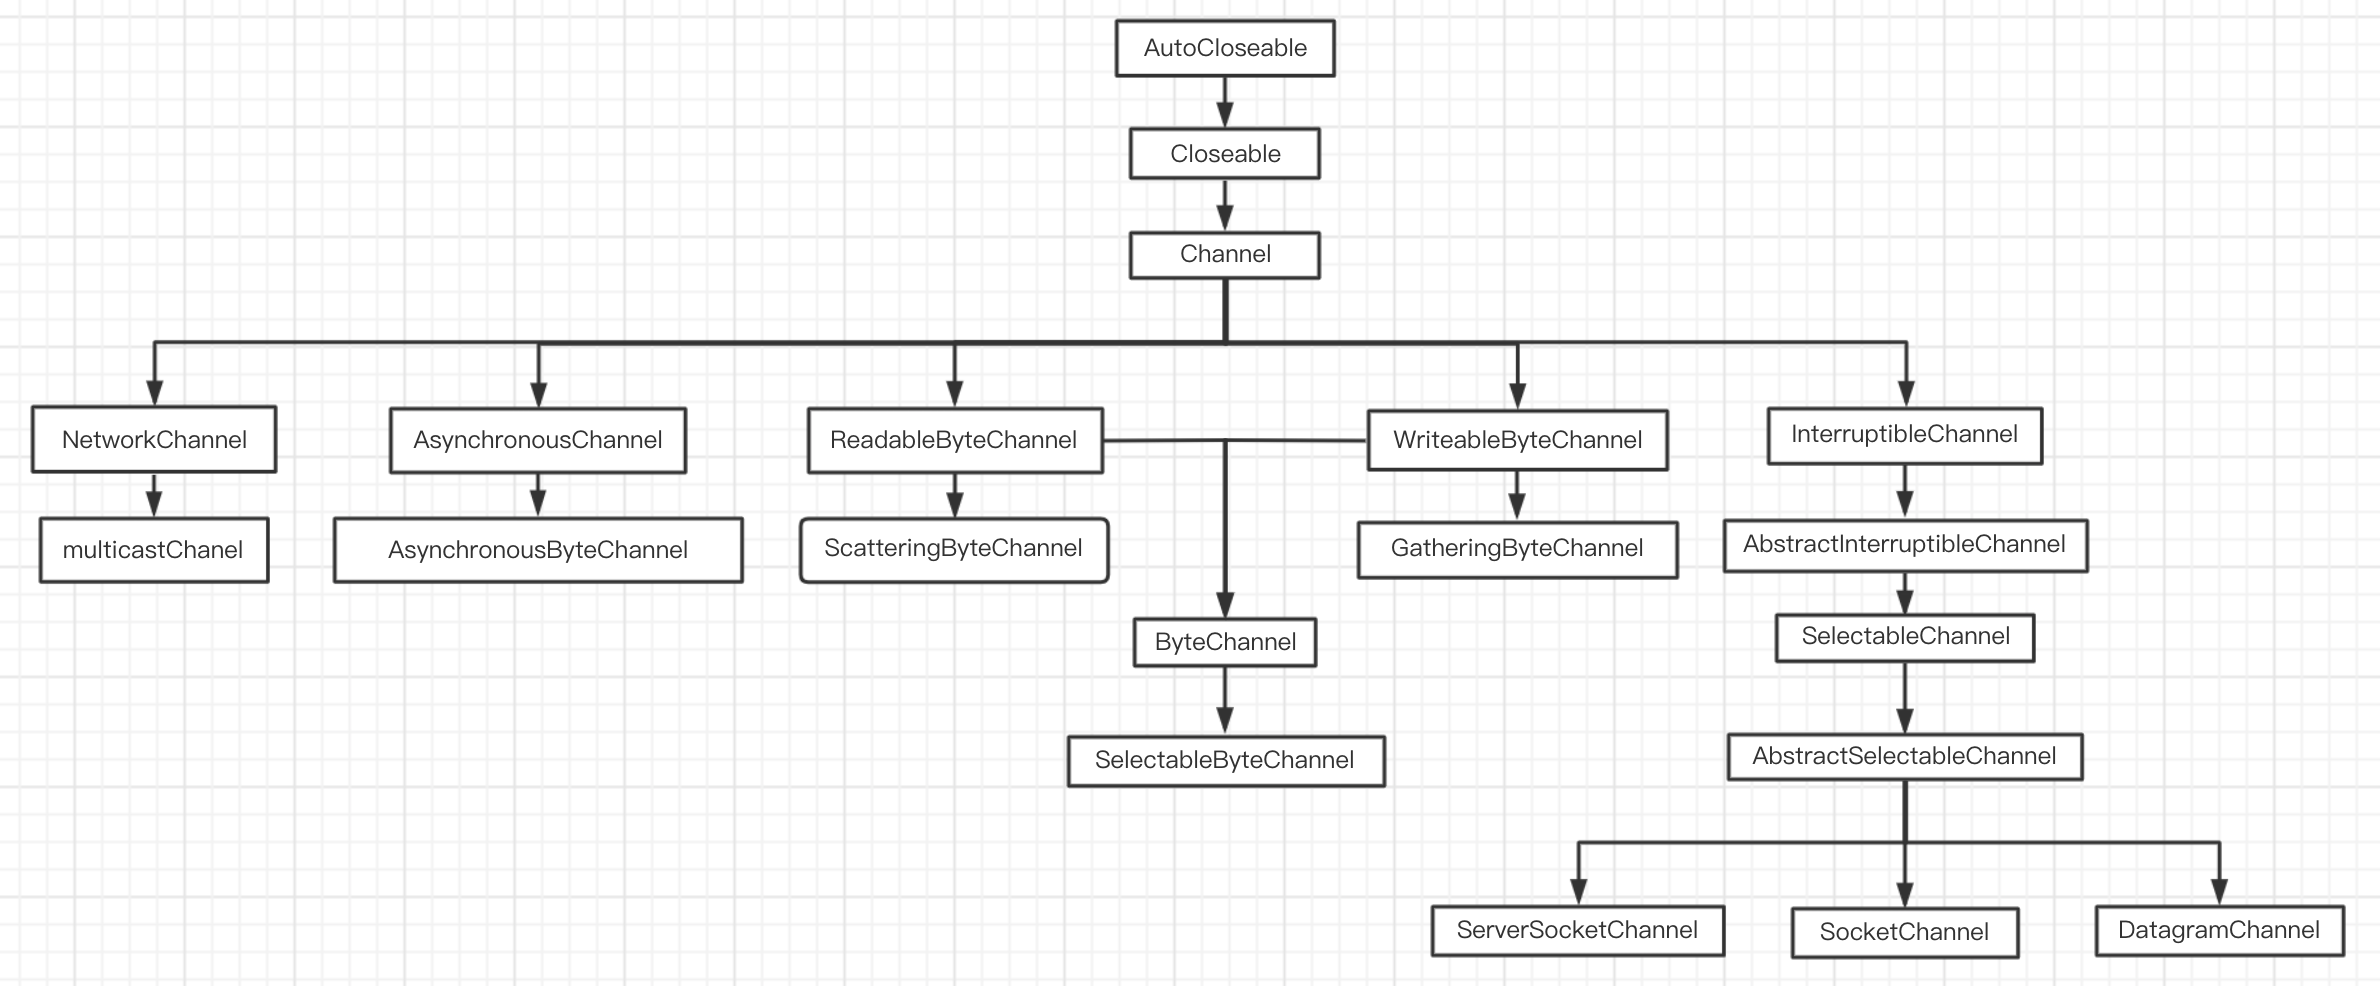 AutoCloseable
Closeable
Channel
NetworkChannel
AsynchronousChannel
ReadableByteChannel
WriteableByteChannel
InterruptibleChannel
multicastChanel
AsynchronousByteChannel
ScatteringByteChannel
GatheringByteChannel
AbstractInterruptibleChannel
ByteChannel
SelectableChannel
SelectableByteChannel
AbstractSelectableChannel
ServerSocketChannel
SocketChannel
DatagramChannel